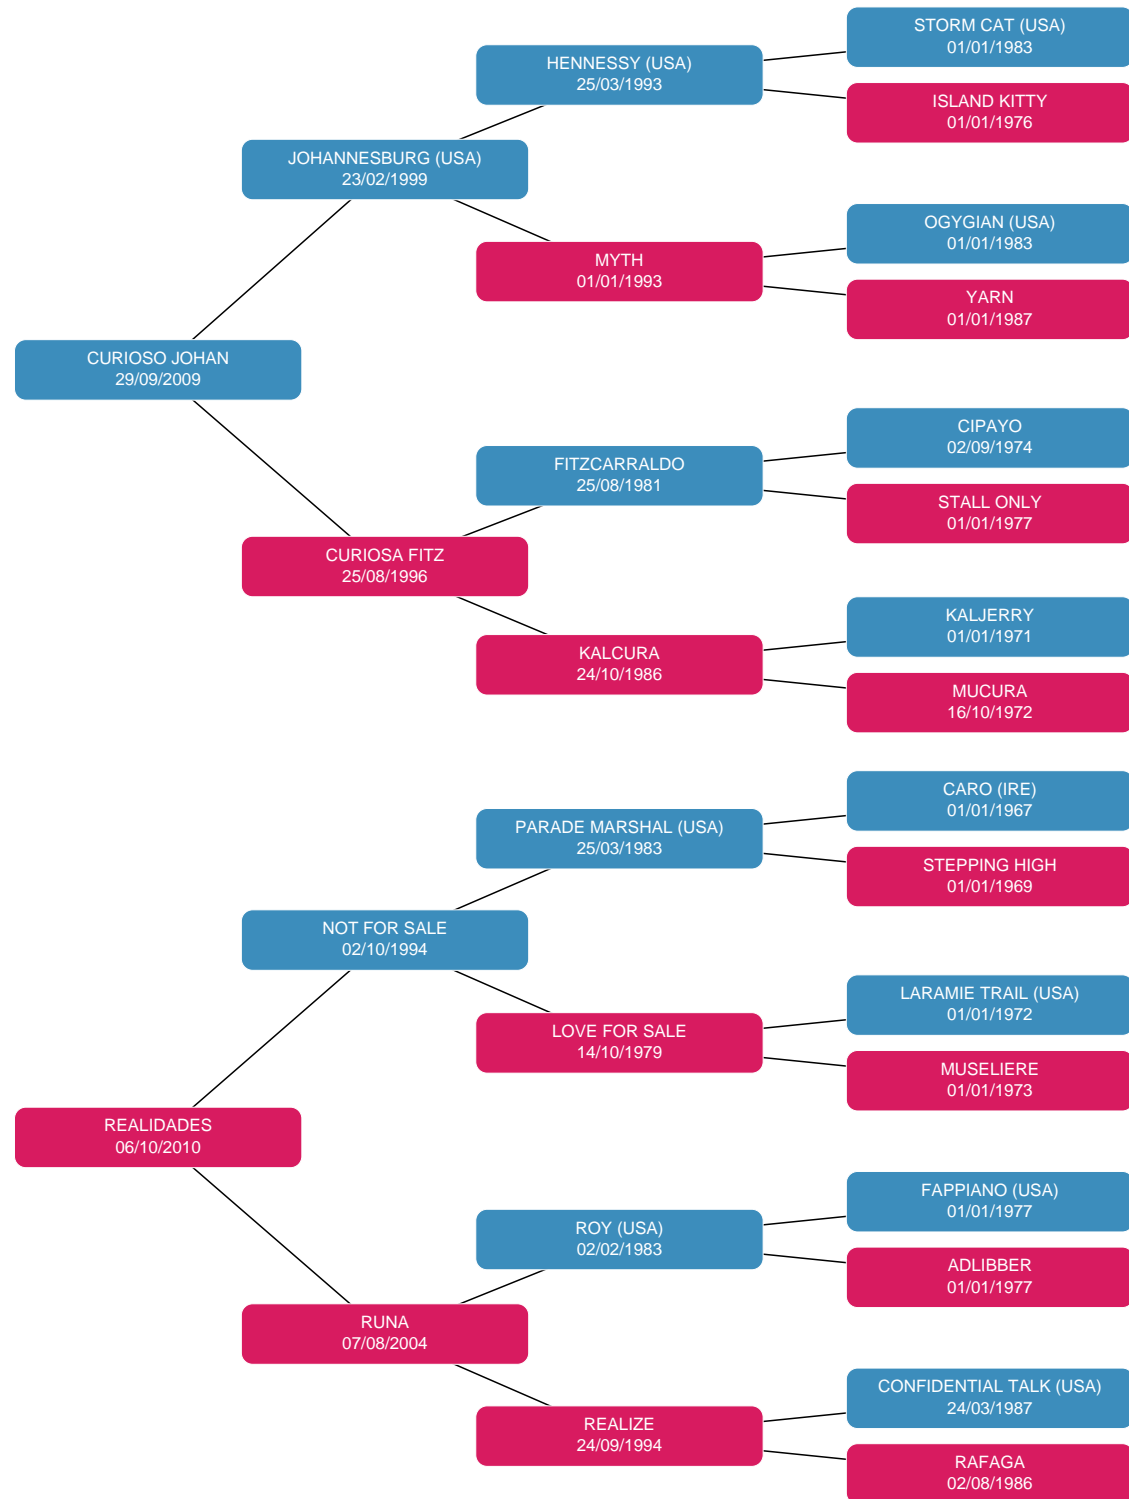 STORM CAT (USA)
01/01/1983
HENNESSY (USA)
25/03/1993
ISLAND KITTY
01/01/1976
JOHANNESBURG (USA)
23/02/1999
OGYGIAN (USA)
01/01/1983
MYTH
01/01/1993
YARN
01/01/1987
CURIOSO JOHAN
29/09/2009
CIPAYO
02/09/1974
FITZCARRALDO
25/08/1981
STALL ONLY
01/01/1977
CURIOSA FITZ
25/08/1996
KALJERRY
01/01/1971
KALCURA
24/10/1986
MUCURA
16/10/1972
CARO (IRE)
01/01/1967
PARADE MARSHAL (USA)
25/03/1983
STEPPING HIGH
01/01/1969
NOT FOR SALE
02/10/1994
LARAMIE TRAIL (USA)
01/01/1972
LOVE FOR SALE
14/10/1979
MUSELIERE
01/01/1973
REALIDADES
06/10/2010
FAPPIANO (USA)
01/01/1977
ROY (USA)
02/02/1983
ADLIBBER
01/01/1977
RUNA
07/08/2004
CONFIDENTIAL TALK (USA)
24/03/1987
REALIZE
24/09/1994
RAFAGA
02/08/1986